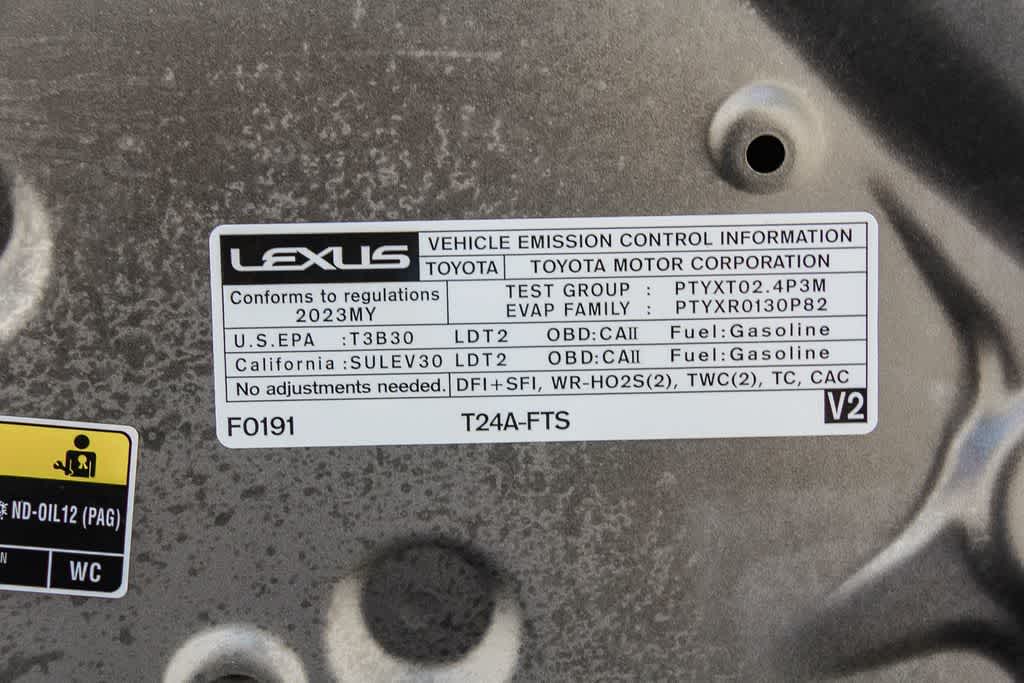 LEXUS
VEHICLE EMISSION CONTROL INFORMATION
TOYOTA TOYOTA MOTOR CORPORATION
Conforms to regulations
2023MY
TEST GROUP : PTYXT02.4P3M
EVAP FAMILY : PTYXR0130P82
U.S.EPA :T3B30 LDT2 OBD:CAII Fuel:Gasoline
California :SULEV30 LDT2 OBD:CAII Fuel:Gasoline
No adjustments needed. DFI+SFI, WR-HO2S(2), TWC(2), TC, CAC
F0191 T24A-FTS V2
ND-OIL12 (PAG)
N WC